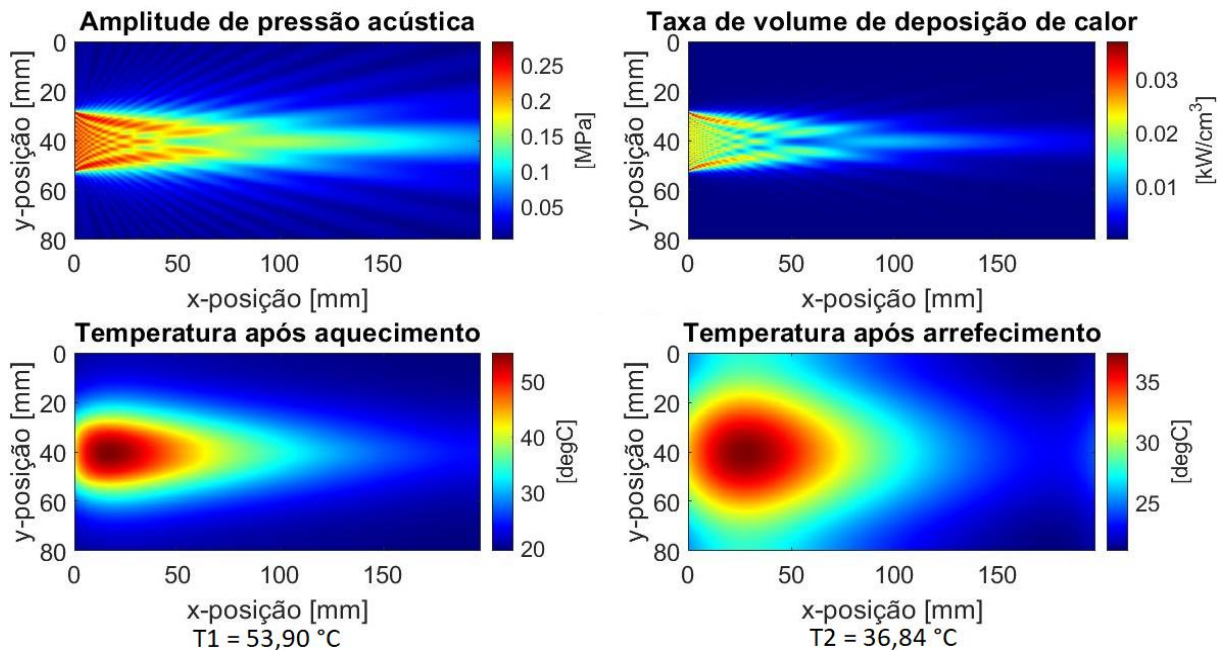 Amplitude de pressão acústica
0
20
40
60
80
y-posição [mm]
0 50 100 150
x-posição [mm]
0.25
0.2
0.15
0.1
0.05
[MPa]
Taxa de volume de deposição de calor
0
20
40
60
80
y-posição [mm]
0 50 100 150
x-posição [mm]
0.03
0.02
0.01
[kW/cm³]
Temperatura após aquecimento
0
20
40
60
80
y-posição [mm]
0 50 100 150
x-posição [mm]
50
40
30
20
[degC]
T1 = 53,90 °C
Temperatura após arrefecimento
0
20
40
60
80
y-posição [mm]
0 50 100 150
x-posição [mm]
35
30
25
[degC]
T2 = 36,84 °C